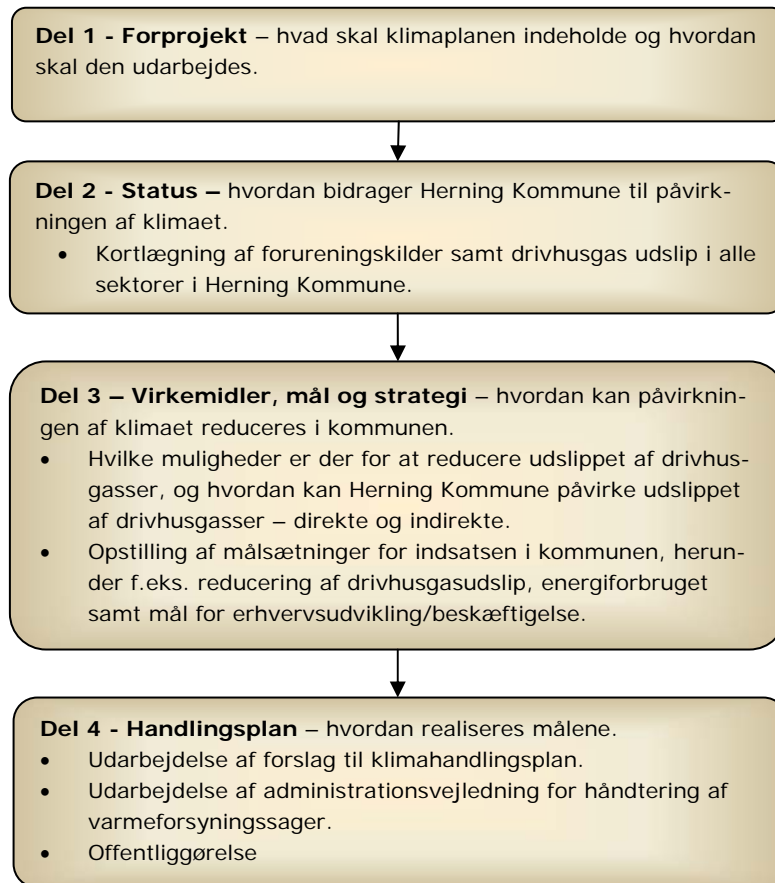 Del 1 - Forprojekt – hvad skal klimaplanen indeholde og hvordan
skal den udarbejdes.
Del 2 - Status – hvordan bidrager Herning Kommune til påvirk-
ningen af klimaet.
• Kortlægning af forureningskilder samt drivhusgas udslip i alle
sektorer i Herning Kommune.
Del 3 – Virkemidler, mål og strategi – hvordan kan påvirknin-
gen af klimaet reduceres i kommunen.
• Hvilke muligheder er der for at reducere udslippet af drivhus-
gasser, og hvordan kan Herning Kommune påvirke udslippet
af drivhusgasser – direkte og indirekte.
• Opstilling af målsætninger for indsatsen i kommunen, herun-
der f.eks. reducering af drivhusgasudslip, energiforbruget
samt mål for erhvervsudvikling/beskæftigelse.
Del 4 - Handlingsplan – hvordan realiseres målene.
• Udarbejdelse af forslag til klimahandlingsplan.
• Udarbejdelse af administrationsvejledning for håndtering af
varmeforsyningssager.
• Offentliggørelse